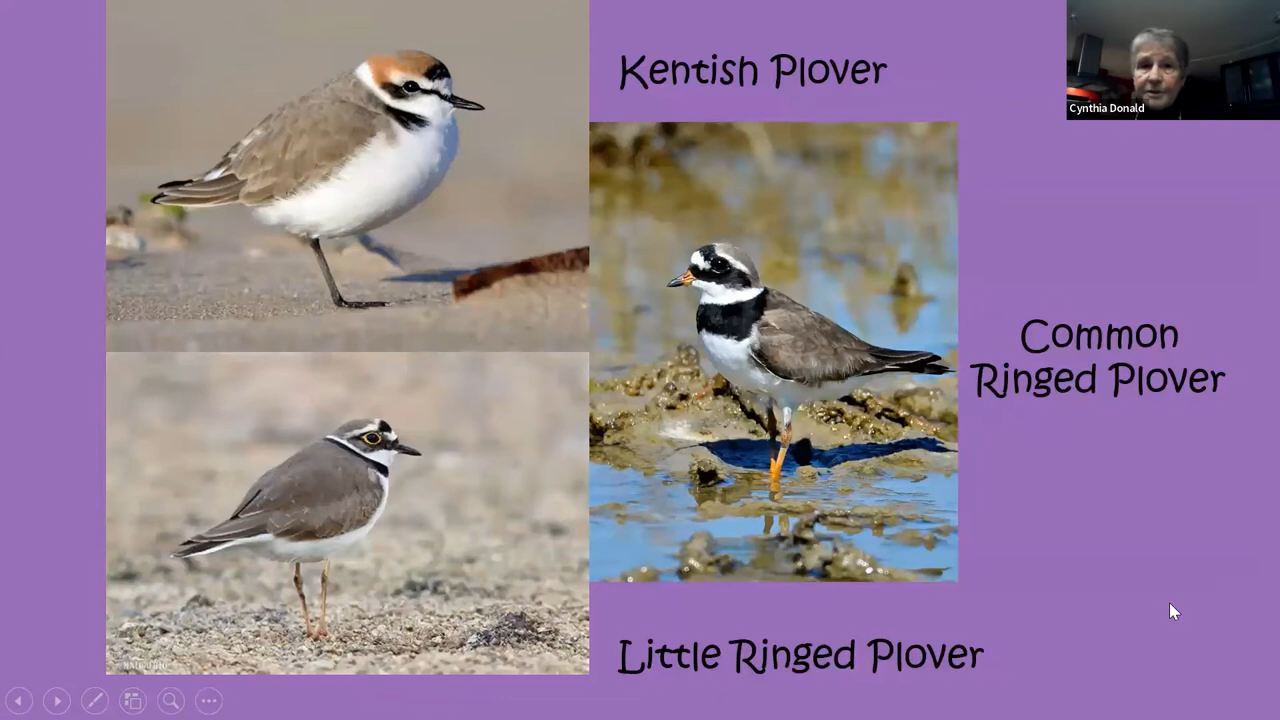 Kentish Plover
Cynthia Donald
Common
Ringed Plover
Little Ringed Plover